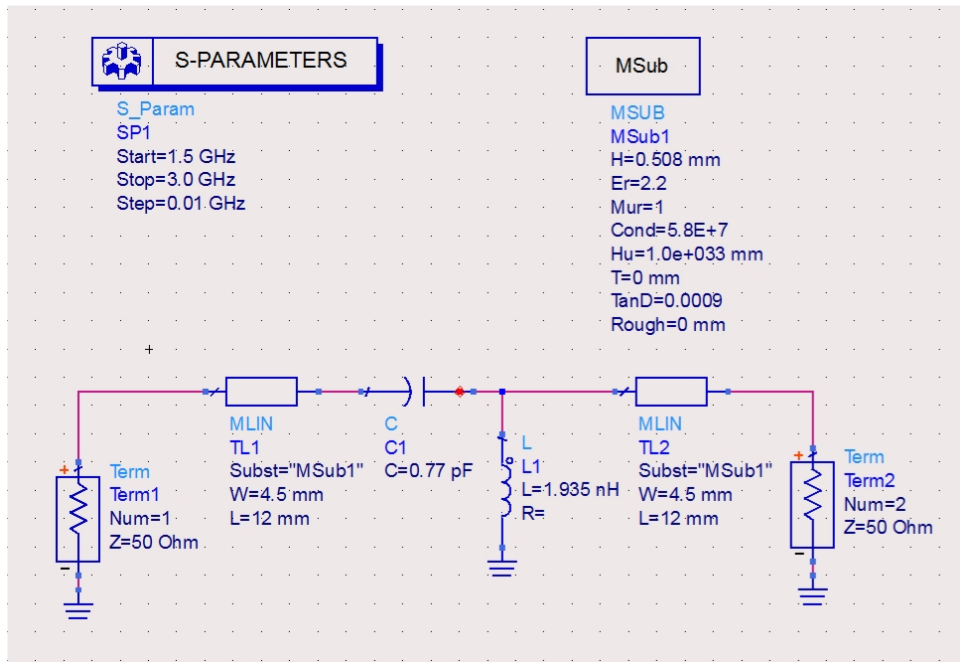 S-PARAMETERS
S_Param
SP1
Start=1.5 GHz
Stop=3.0 GHz
Step=0.01 GHz
MSub
MSUB
MSub1
H=0.508 mm
Er=2.2
Mur=1
Cond=5.8E+7
Hu=1.0e+033 mm
T=0 mm
TanD=0.0009
Rough=0 mm
Term
Term1
Num=1
Z=50 Ohm
MLIN
TL1
Subst="MSub1"
W=4.5 mm
L=12 mm
C
C1
C=0.77 pF
L
L1
L=1.935 nH
R=
MLIN
TL2
Subst="MSub1"
W=4.5 mm
L=12 mm
Term
Term2
Num=2
Z=50 Ohm